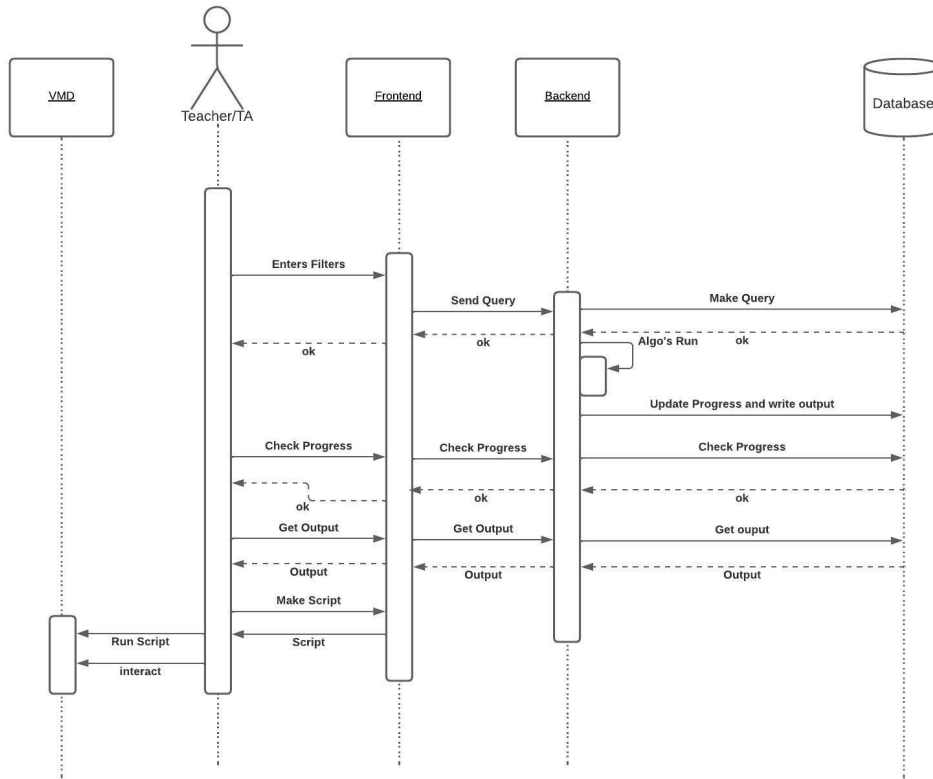 VMD
Teacher/TA
Frontend
Backend
Database
Enters Filters
Send Query
Make Query
ok
ok
ok
Algo's Run
Update Progress and write output
Check Progress
Check Progress
Check Progress
ok
ok
ok
Get Output
Get Output
Get ouput
Output
Output
Output
Make Script
Run Script
Script
interact